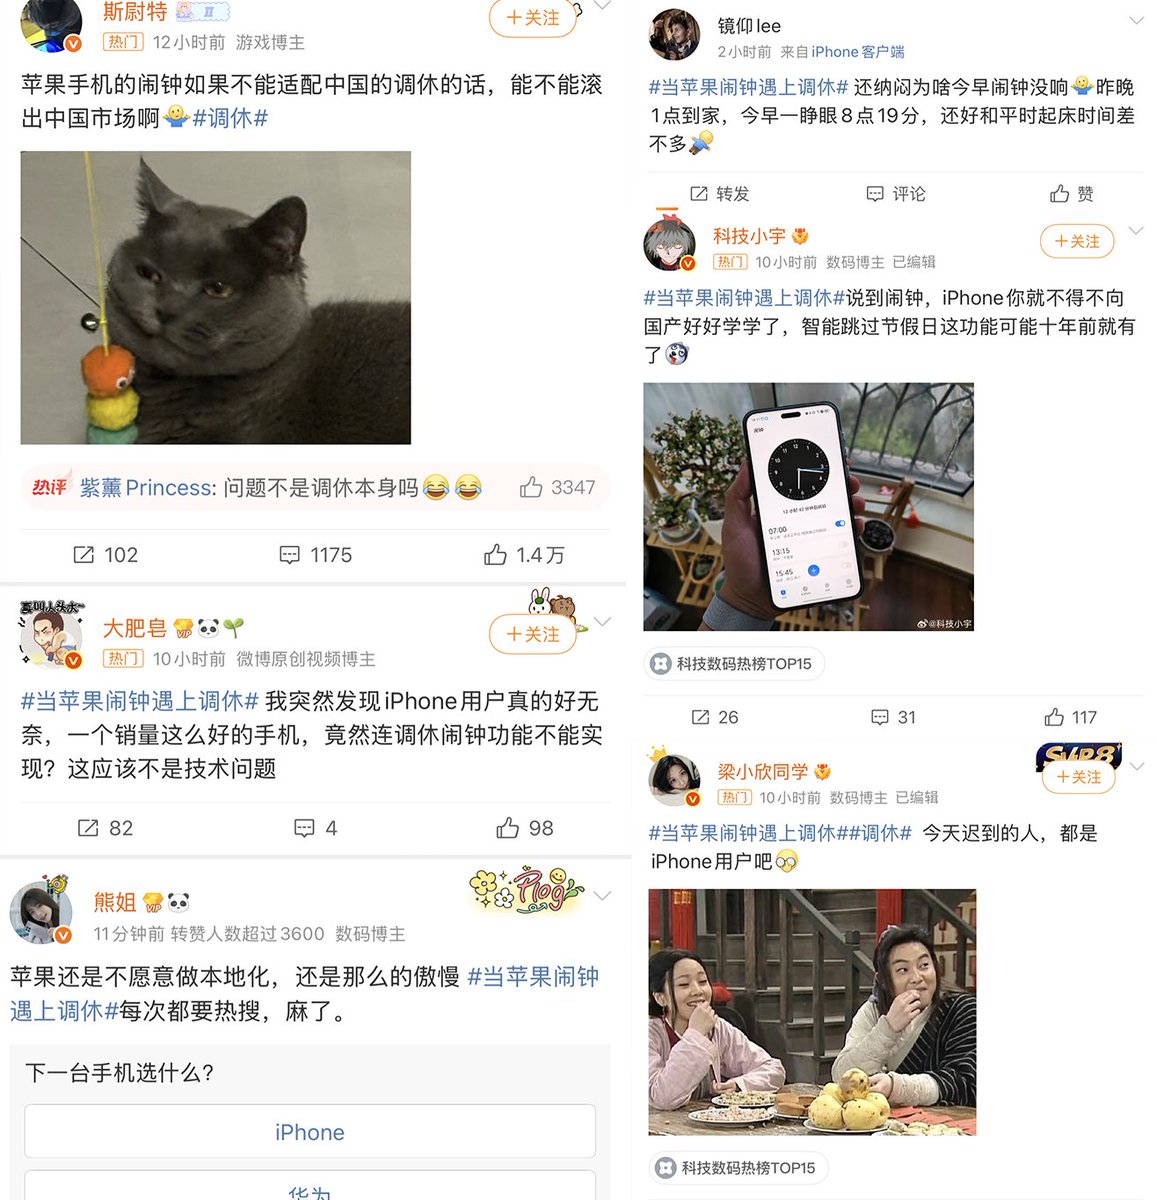 斯尉特
II
＋关注
热门 12小时前 游戏博主
苹果手机的闹钟如果不能适配中国的调休的话，能不能滚
出中国市场啊🤷#调休#
热评 紫薰Princess: 问题不是调休本身吗😂😂 3347
102 1175 1.4万
真叫人头大~
大肥皂
VIP
＋关注
热门 10小时前 微博原创视频博主
#当苹果闹钟遇上调休# 我突然发现iPhone用户真的好无
奈，一个销量这么好的手机，竟然连调休闹钟功能不能实
现？这应该不是技术问题
82 4 98
熊姐
VIP
Plog
11分钟前 转赞人数超过3600 数码博主
苹果还是不愿意做本地化，还是那么的傲慢 #当苹果闹钟
遇上调休#每次都要热搜，麻了。
下一台手机选什么？
iPhone
华为
镜仰lee
2小时前 来自iPhone客户端
#当苹果闹钟遇上调休# 还纳闷为啥今早闹钟没响🤷昨晚
1点到家，今早一睁眼8点19分，还好和平时起床时间差
不多
转发 评论 赞
科技小宇
＋关注
热门 10小时前 数码博主 已编辑
#当苹果闹钟遇上调休#说到闹钟，iPhone你就不得不向
国产好好学学了，智能跳过节假日这功能可能十年前就有
了
闹钟
07:00
13:15
15:45
@科技小宇
科技数码热榜TOP15
26 31 117
梁小欣同学
SVIP8
＋关注
热门 10小时前 数码博主 已编辑
#当苹果闹钟遇上调休##调休# 今天迟到的人，都是
iPhone用户吧
科技数码热榜TOP15